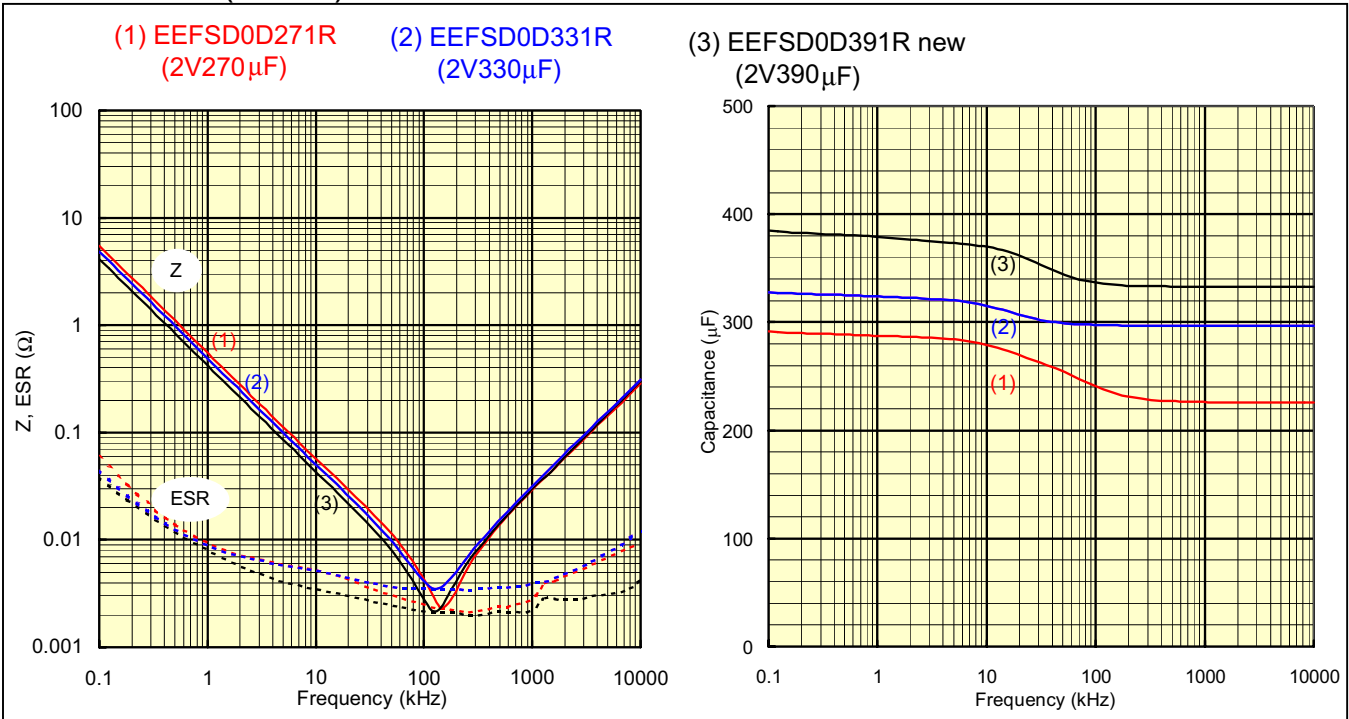 (1) EEFSD0D271R
(2V270μF)
(2) EEFSD0D331R
(2V330μF)
(3) EEFSD0D391R new
(2V390μF)
Z, ESR (Ω)
100
10
1
0.1
0.01
0.001
Z
(1)
(2)
(3)
ESR
0.1
1
10
100
1000
10000
Frequency (kHz)
Capacitance (μF)
500
400
300
200
100
0
(3)
(2)
(1)
0.1
1
10
100
1000
10000
Frequency (kHz)